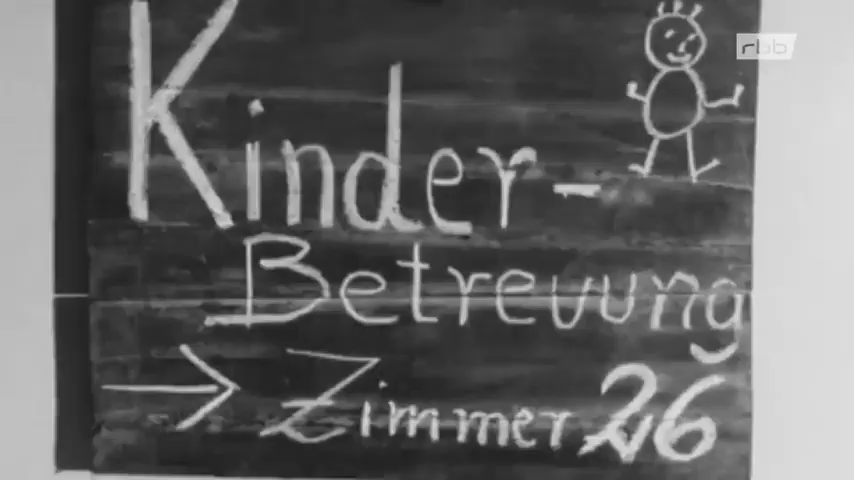 rbb
Kinder-
Betreuung
→ Zimmer 26